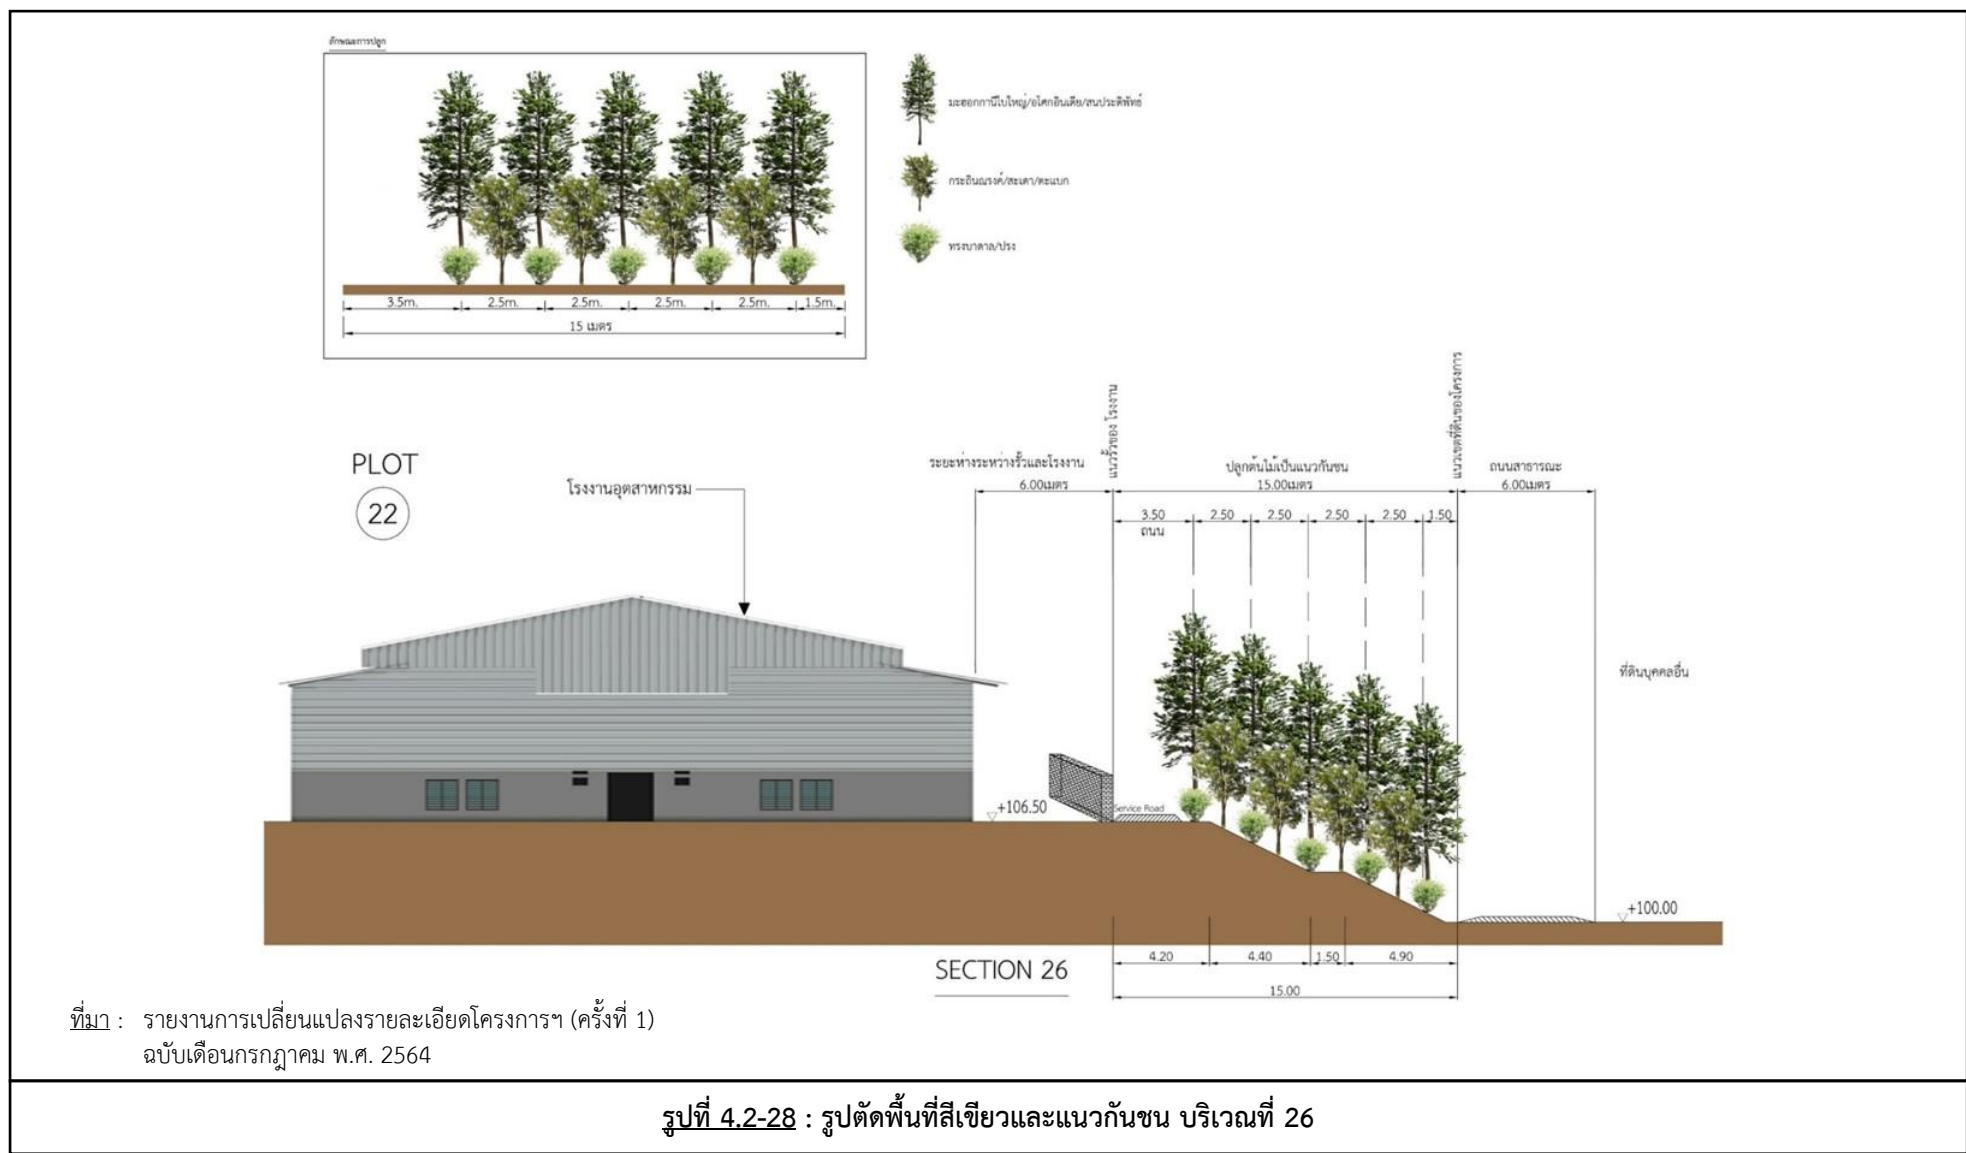 ลักษณะการปลูก
มะฮอกกานีใบใหญ่/อโศกอินเดีย/สนประดิพัทธ์
กระถินณรงค์/สะเดา/ตะแบก
ทรงบาดาล/ปรง
3.5m. 2.5m. 2.5m. 2.5m. 2.5m. 1.5m.
15 เมตร
PLOT
22
โรงงานอุตสาหกรรม
ระยะห่างระหว่างรั้วและโรงงาน
6.00เมตร
แนวรั้วของ โรงงาน
ปลูกต้นไม้เป็นแนวกันชน
15.00เมตร
แนวเขตที่ดินของโครงการ
ถนนสาธารณะ
6.00เมตร
3.50 2.50 2.50 2.50 2.50 1.50
ถนน
ที่ดินบุคคลอื่น
+106.50
Service Road
+100.00
4.20 4.40 1.50 4.90
15.00
SECTION 26
ที่มา : รายงานการเปลี่ยนแปลงรายละเอียดโครงการฯ (ครั้งที่ 1)
ฉบับเดือนกรกฎาคม พ.ศ. 2564
รูปที่ 4.2-28 : รูปตัดพื้นที่สีเขียวและแนวกันชน บริเวณที่ 26